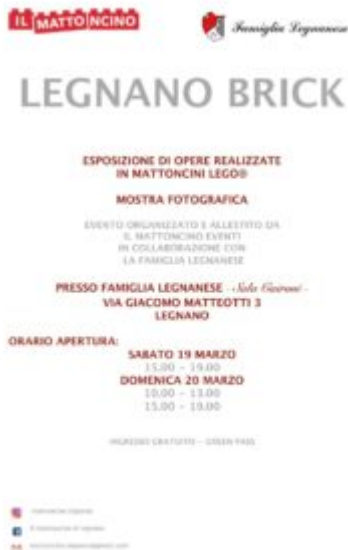 IL MATTONCINO
Famiglia Legnanese
LEGNANO BRICK
ESPOSIZIONE DI OPERE REALIZZATE
IN MATTONCINI LEGO®
MOSTRA FOTOGRAFICA
EVENTO ORGANIZZATO E ALLESTITO DA
IL MATTONCINO EVENTI
IN COLLABORAZIONE CON
LA FAMIGLIA LEGNANESE
PRESSO FAMIGLIA LEGNANESE - Sala
VIA GIACOMO MATTEOTTI 3
LEGNANO
ORARIO APERTURA:
SABATO 19 MARZO
15.00 - 19.00
DOMENICA 20 MARZO
10.00 - 13.00
15.00 - 19.00
INGRESSO GRATUITO - GREEN PASS